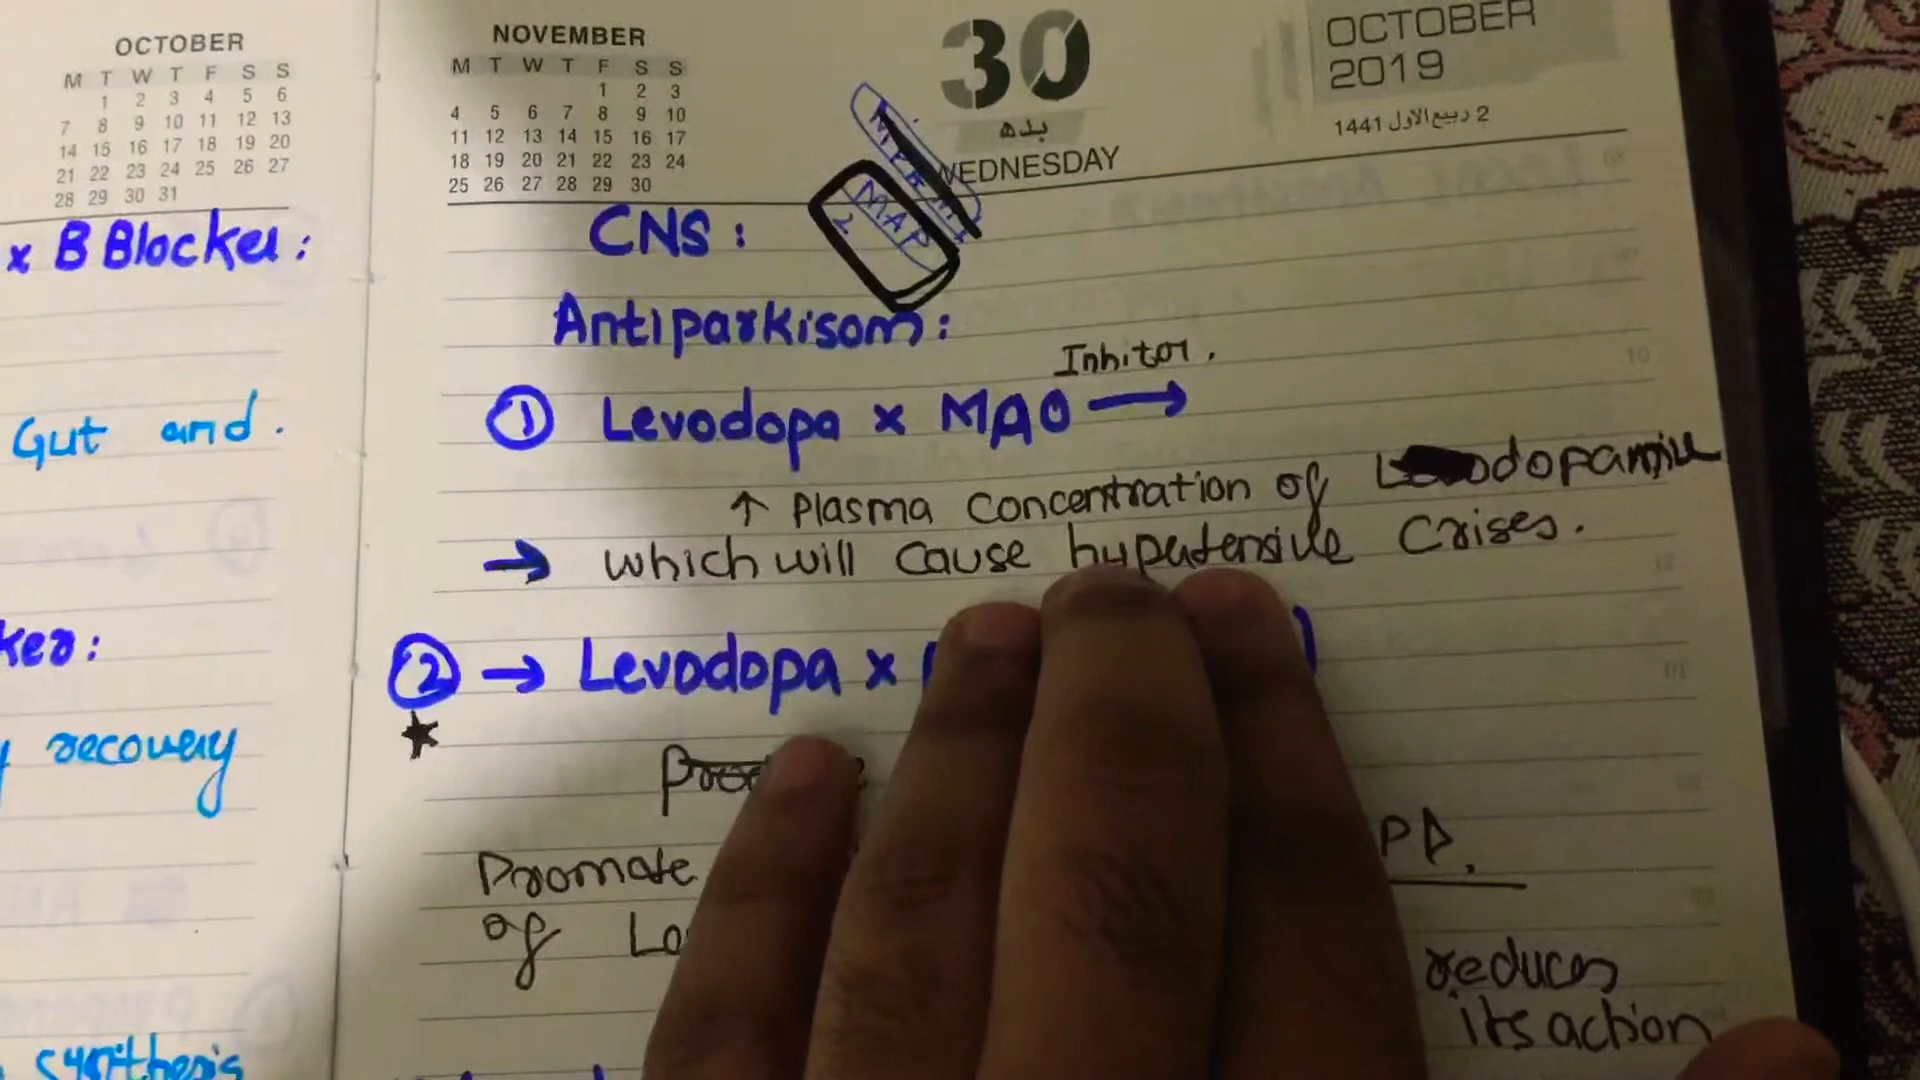 OCTOBER
M T W T F S S
1 2 3 4 5 6
7 8 9 10 11 12 13
14 15 16 17 18 19 20
21 22 23 24 25 26 27
28 29 30 31
x B Blocker:
Gut and.
ker:
recovery
synthesis
NOVEMBER
M T W T F S S
1 2 3
4 5 6 7 8 9 10
11 12 13 14 15 16 17
18 19 20 21 22 23 24
25 26 27 28 29 30
30
بدھ
WEDNESDAY
OCTOBER
2019
2 ربیع الاول 1441
MAP
2
CNS:
Antiparkisom:
Inhitor.
1 Levodopa x MAO →
↑ Plasma concentration of dopamine
→ which will cause hypertensive crises.
2 → Levodopa x
Promote
PD.
of
reduces
its action